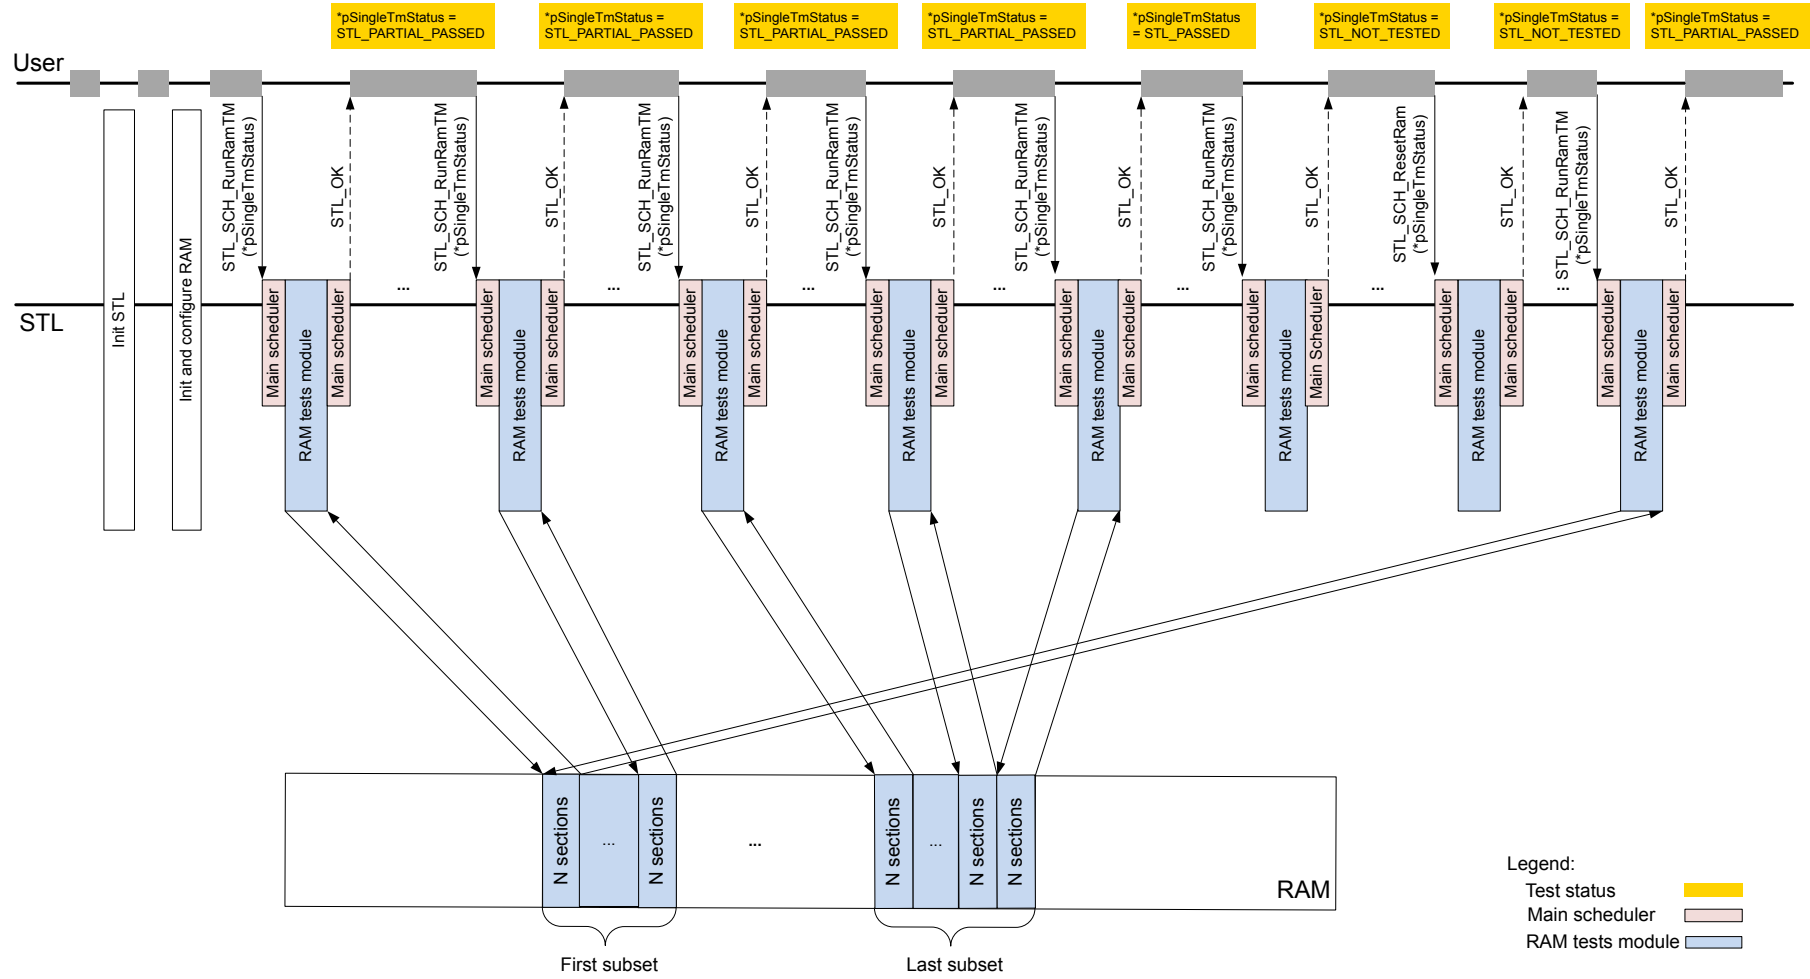 *pSingleTmStatus =
STL_PARTIAL_PASSED
*pSingleTmStatus =
STL_PARTIAL_PASSED
*pSingleTmStatus =
STL_PARTIAL_PASSED
*pSingleTmStatus =
STL_PARTIAL_PASSED
*pSingleTmStatus
= STL_PASSED
*pSingleTmStatus =
STL_NOT_TESTED
*pSingleTmStatus =
STL_NOT_TESTED
*pSingleTmStatus =
STL_PARTIAL_PASSED
User
STL_SCH_RunRamTM
(*pSingleTmStatus)
STL_OK
STL_SCH_RunRamTM
(*pSingleTmStatus)
STL_OK
STL_SCH_RunRamTM
(*pSingleTmStatus)
STL_OK
STL_SCH_RunRamTM
(*pSingleTmStatus)
STL_OK
STL_SCH_RunRamTM
(*pSingleTmStatus)
STL_OK
STL_SCH_RunRamTM
(*pSingleTmStatus)
STL_OK
STL_SCH_ResetRam
(*pSingleTmStatus)
STL_OK
STL_SCH_RunRamTM
(*pSingleTmStatus)
STL_OK
...
...
...
...
...
...
...
STL
Init STL
Init and configure RAM
Main scheduler
RAM tests module
Main scheduler
Main scheduler
RAM tests module
Main scheduler
Main scheduler
RAM tests module
Main scheduler
Main scheduler
RAM tests module
Main scheduler
Main scheduler
RAM tests module
Main scheduler
Main scheduler
RAM tests module
Main Scheduler
Main scheduler
RAM tests module
Main scheduler
Main scheduler
RAM tests module
Main scheduler
N sections
...
N sections
...
N sections
...
N sections
N sections
RAM
First subset
Last subset
Legend:
Test status
Main scheduler
RAM tests module